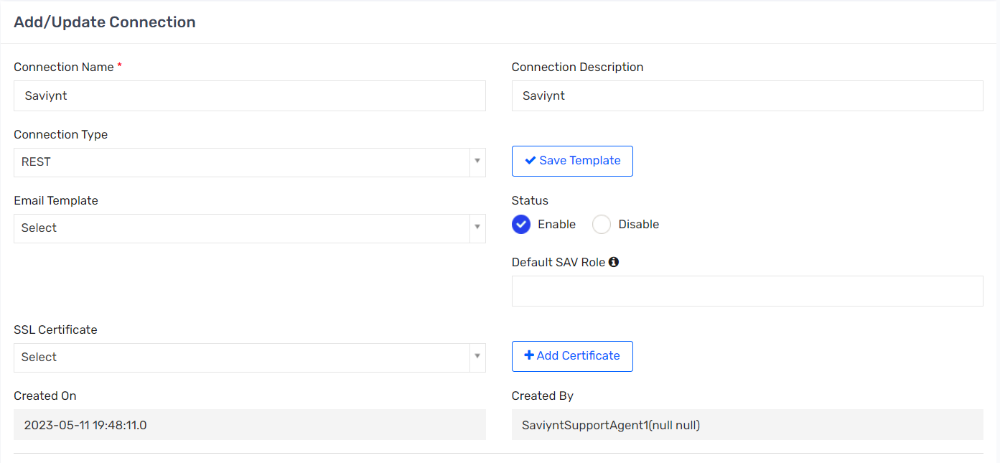 Add/Update Connection
Connection Name *
Connection Description
Saviynt
Saviynt
Connection Type
REST
Save Template
Email Template
Status
Select
Enable
Disable
Default SAV Role
SSL Certificate
Select
Add Certificate
Created On
Created By
2023-05-11 19:48:11.0
SaviyntSupportAgent1(null null)